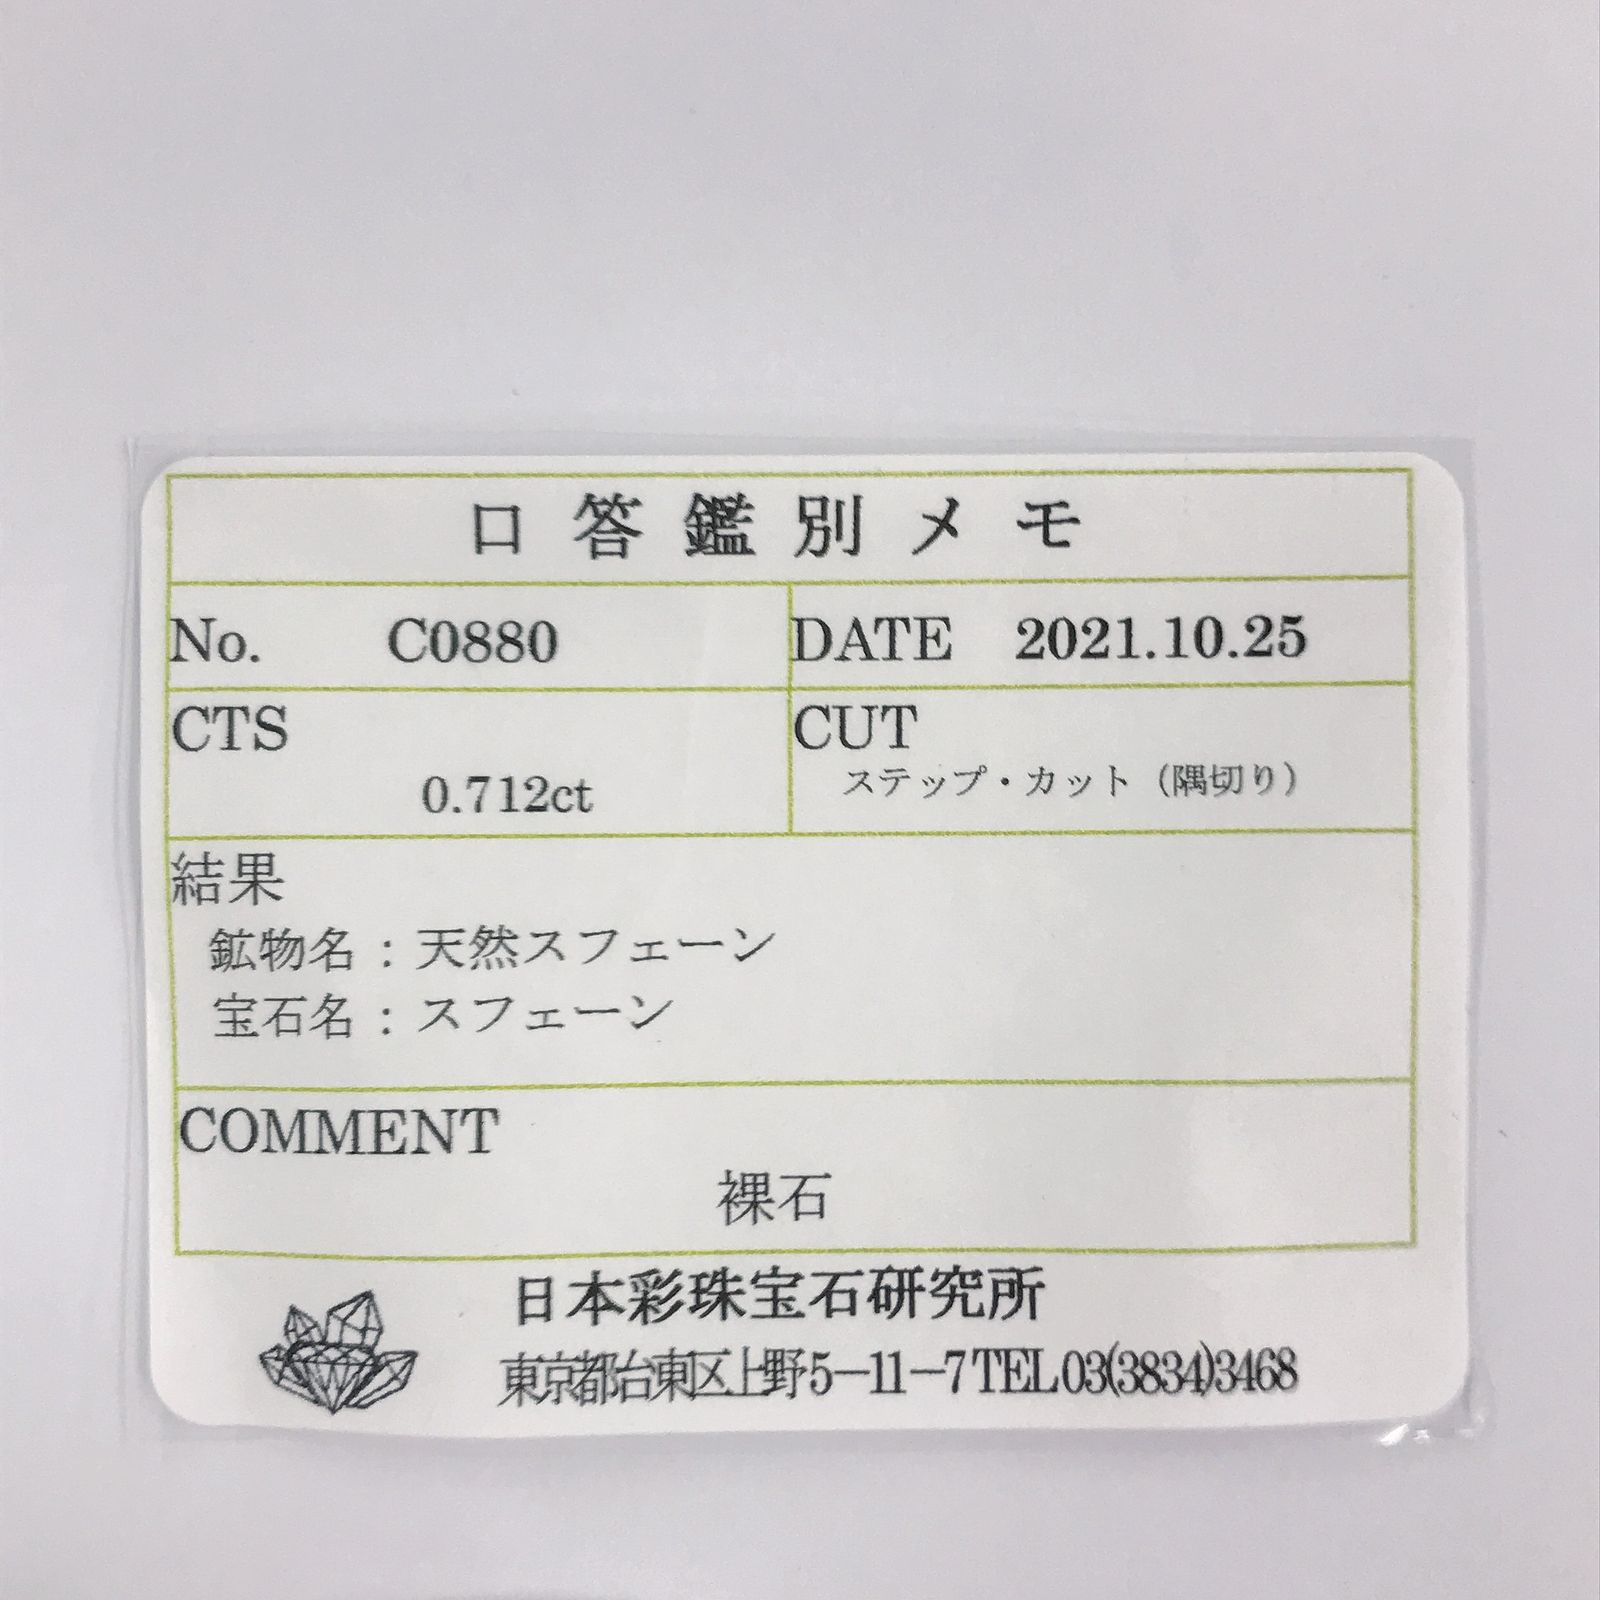 口答鑑別メモ
No. C0880
DATE 2021.10.25
CTS
0.712ct
CUT
ステップ・カット（隅切り）
結果
鉱物名：天然スフェーン
宝石名：スフェーン
COMMENT
裸石
日本彩珠宝石研究所
東京都台東区上野5－11－7 TEL 03(3834)3468